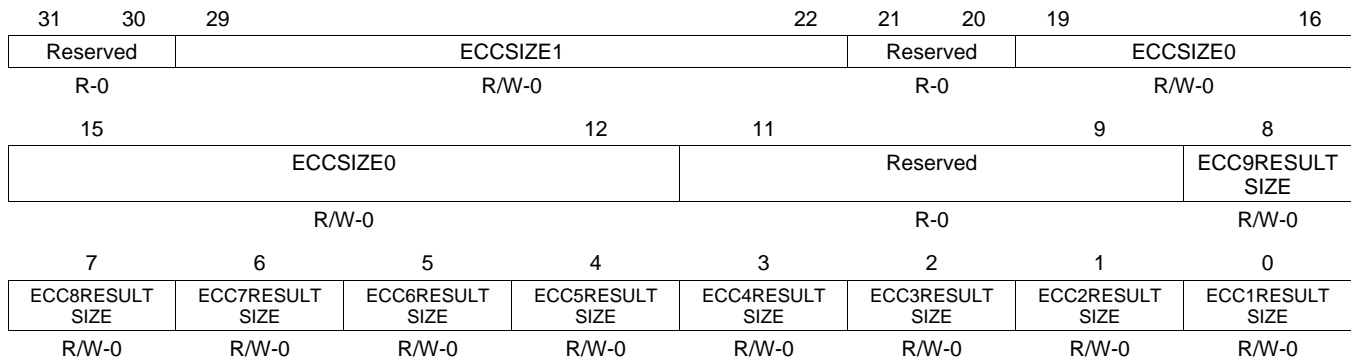 31 30 29 22 21 20 19 16
Reserved ECCSIZE1 Reserved ECCSIZE0
R-0 R/W-0 R-0 R/W-0
15 12 11 9 8
ECCSIZE0 Reserved ECC9RESULT
SIZE
R/W-0 R-0 R/W-0
7 6 5 4 3 2 1 0
ECC8RESULT ECC7RESULT ECC6RESULT ECC5RESULT ECC4RESULT ECC3RESULT ECC2RESULT ECC1RESULT
SIZE SIZE SIZE SIZE SIZE SIZE SIZE SIZE
R/W-0 R/W-0 R/W-0 R/W-0 R/W-0 R/W-0 R/W-0 R/W-0